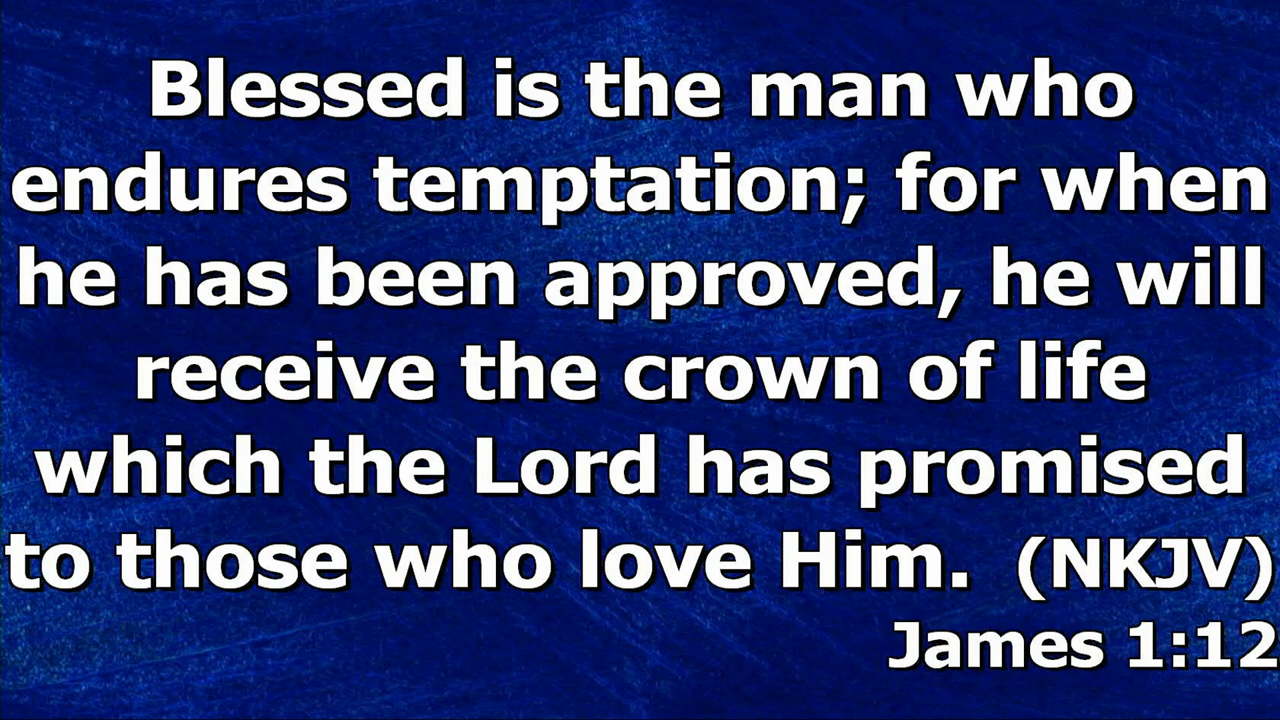 Blessed is the man who
endures temptation; for when
he has been approved, he will
receive the crown of life
which the Lord has promised
to those who love Him.  (NKJV)
James 1:12